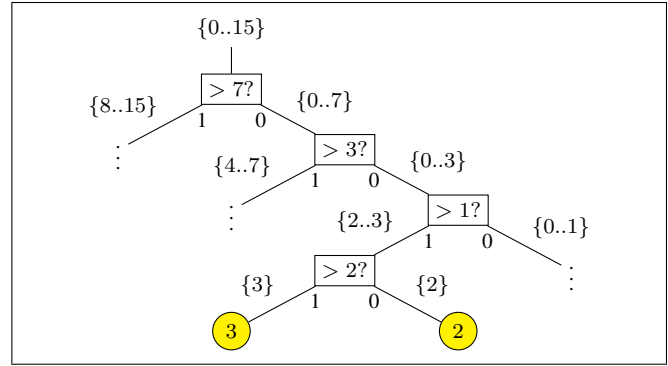 {0..15}
> 7?
{8..15} 1 0 {0..7}
⋮ > 3?
{4..7} 1 0 {0..3}
⋮ > 1?
{2..3} 1 0 {0..1}
> 2? ⋮
{3} 1 0 {2}
3 2